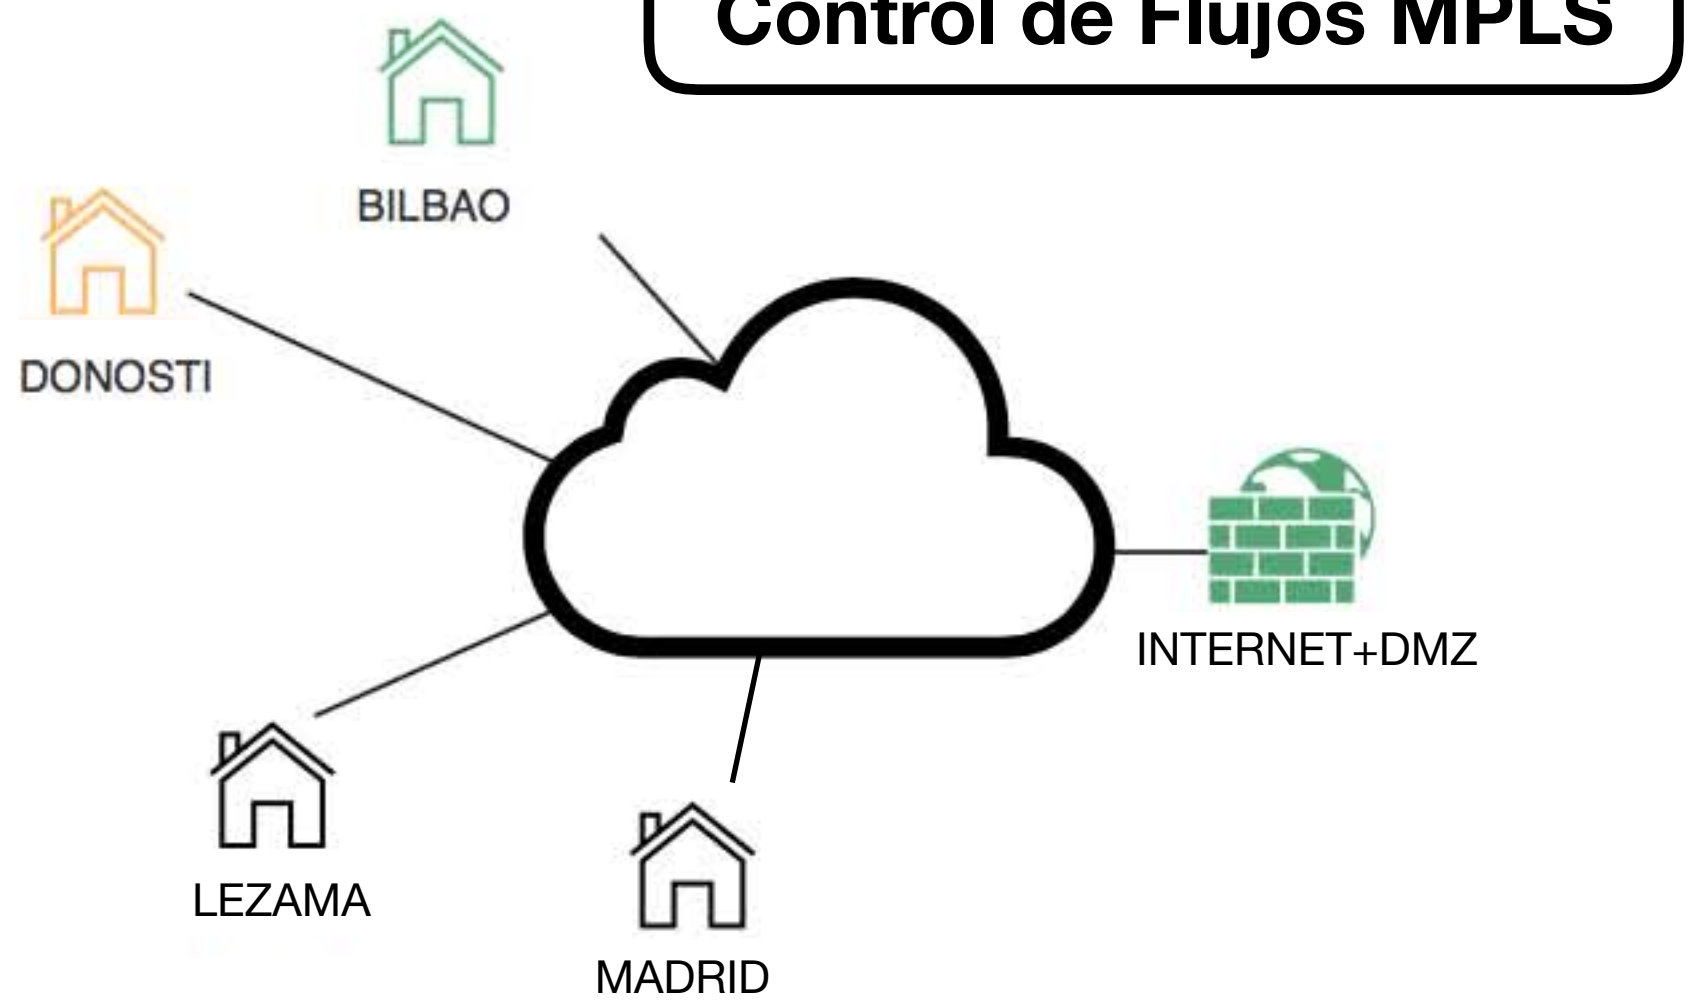 Control de Flujos MPLS
BILBAO
DONOSTI
INTERNET+DMZ
LEZAMA
MADRID